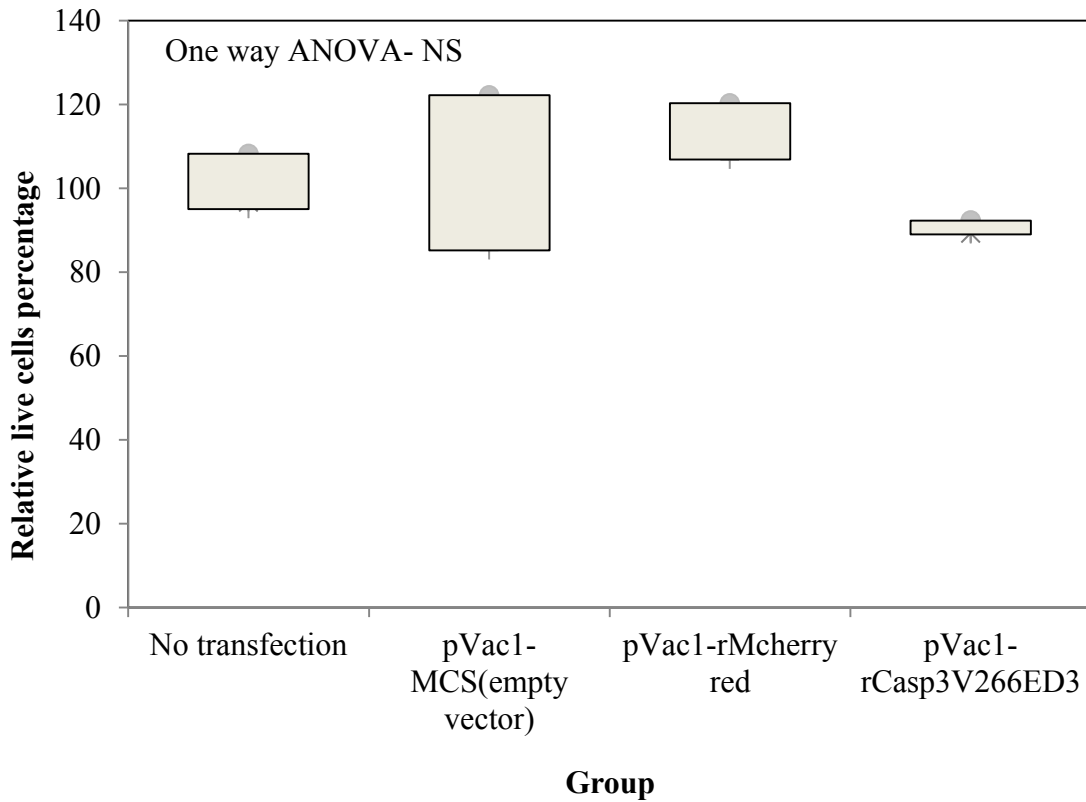 140
One way ANOVA- NS
120
100
80
60
40
20
0
Relative live cells percentage
No transfection
pVac1-
MCS(empty
vector)
pVac1-rMcherry
red
pVac1-
rCasp3V266ED3
Group